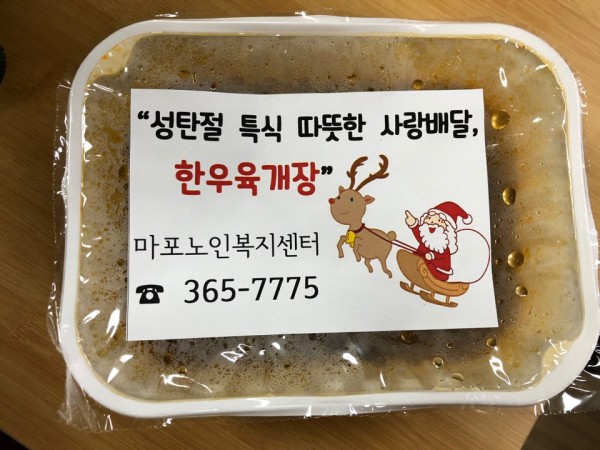 “성탄절 특식 따뜻한 사랑배달,
한우육개장”
마포노인복지센터
☎ 365-7775